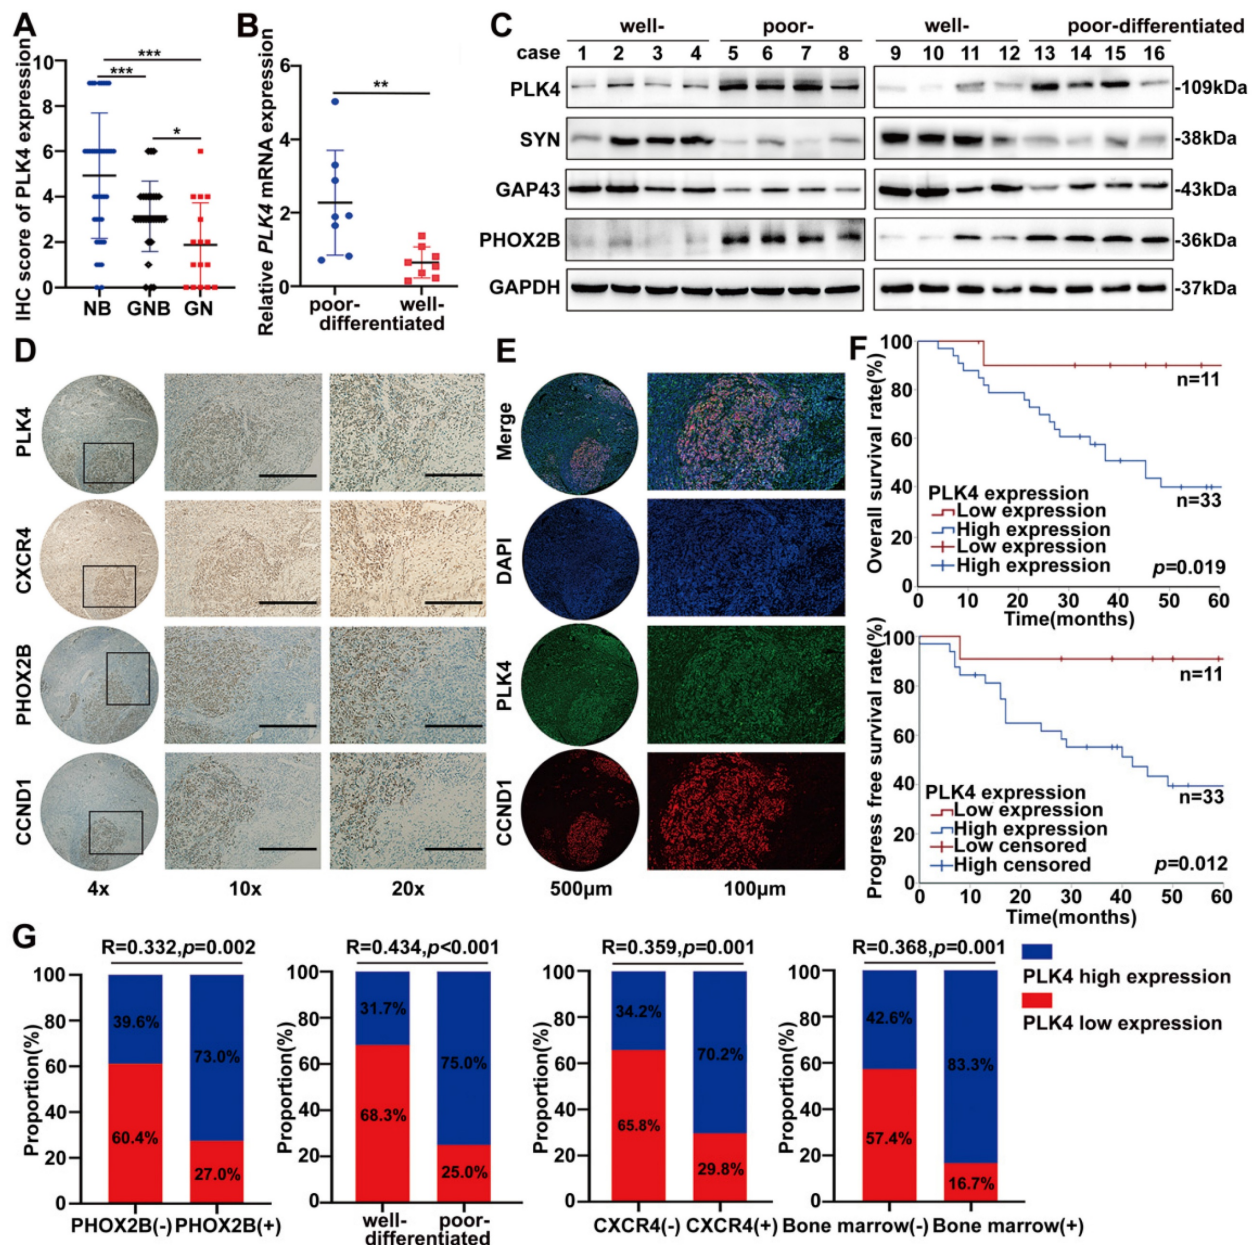 A
IHC score of PLK4 expression
10
8
6
4
2
0
***
***
*
NB GNB GN
B
Relative PLK4 mRNA expression
6
4
2
0
**
poor- well-
differentiated
C
well- poor- well- poor-differentiated
case 1 2 3 4 5 6 7 8 9 10 11 12 13 14 15 16
PLK4 -109kDa
SYN -38kDa
GAP43 -43kDa
PHOX2B -36kDa
GAPDH -37kDa
D
PLK4
CXCR4
PHOX2B
CCND1
4x 10x 20x
E
Merge
DAPI
PLK4
CCND1
500μm 100μm
F
Overall survival rate(%)
100
80
60
40
20
0
n=11
n=33
PLK4 expression
Low expression
High expression
Low expression
High expression
p=0.019
0 10 20 30 40 50 60
Time(months)
Progress free survival rate(%)
100
80
60
40
20
0
n=11
n=33
PLK4 expression
Low expression
High expression
Low censored
High censored
p=0.012
0 10 20 30 40 50 60
Time(months)
G
R=0.332,p=0.002
Proportion(%)
100
80
60
40
20
0
39.6%
60.4%
73.0%
27.0%
PHOX2B(-) PHOX2B(+)
R=0.434,p<0.001
Proportion(%)
100
80
60
40
20
0
31.7%
68.3%
75.0%
25.0%
well- poor-
differentiated
R=0.359,p=0.001
Proportion(%)
100
80
60
40
20
0
34.2%
65.8%
70.2%
29.8%
CXCR4(-) CXCR4(+)
R=0.368,p=0.001
Proportion(%)
100
80
60
40
20
0
42.6%
57.4%
83.3%
16.7%
Bone marrow(-) Bone marrow(+)
PLK4 high expression
PLK4 low expression